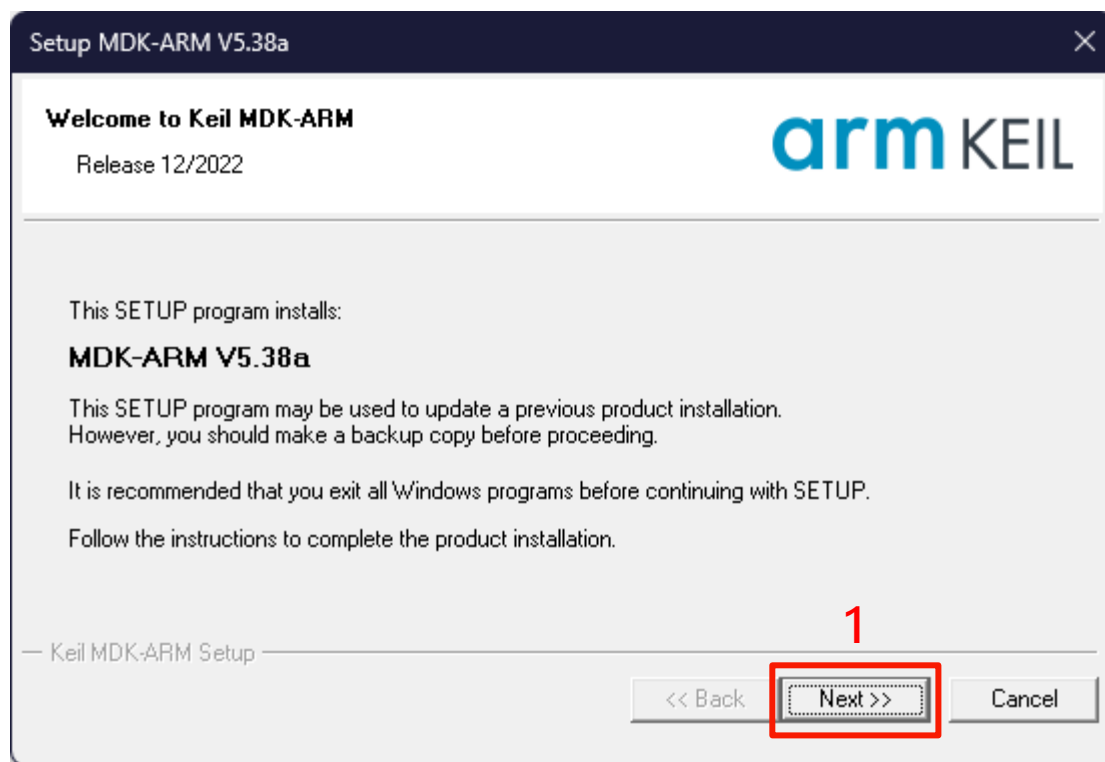 Setup MDK-ARM V5.38a
Welcome to Keil MDK-ARM
Release 12/2022
arm KEIL
This SETUP program installs:
MDK-ARM V5.38a
This SETUP program may be used to update a previous product installation.
However, you should make a backup copy before proceeding.
It is recommended that you exit all Windows programs before continuing with SETUP.
Follow the instructions to complete the product installation.
1
Keil MDK-ARM Setup
<< Back
Next >>
Cancel